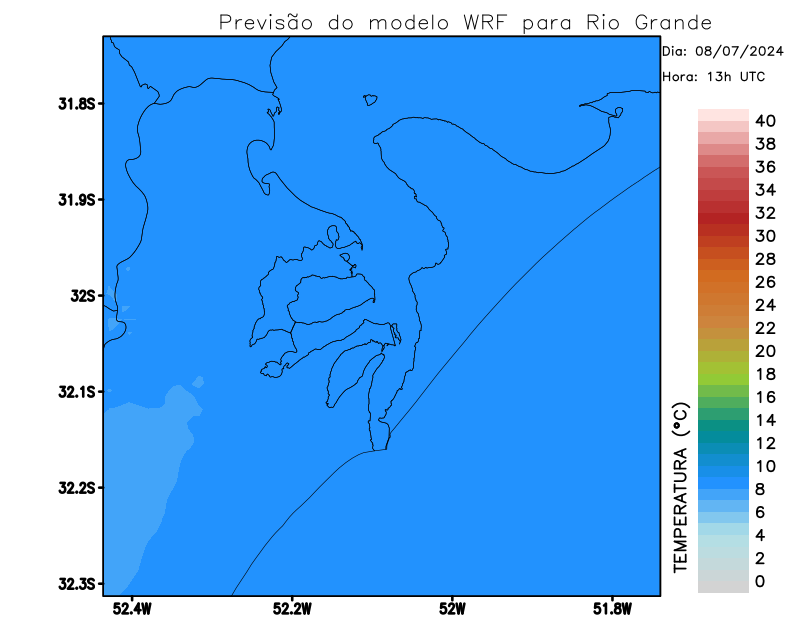 Previsão do modelo WRF para Rio Grande
Dia: 08/07/2024
Hora: 13h UTC
31.8S
31.9S
32S
32.1S
32.2S
32.3S
52.4W
52.2W
52W
51.8W
TEMPERATURA (°C)
40
38
36
34
32
30
28
26
24
22
20
18
16
14
12
10
8
6
4
2
0